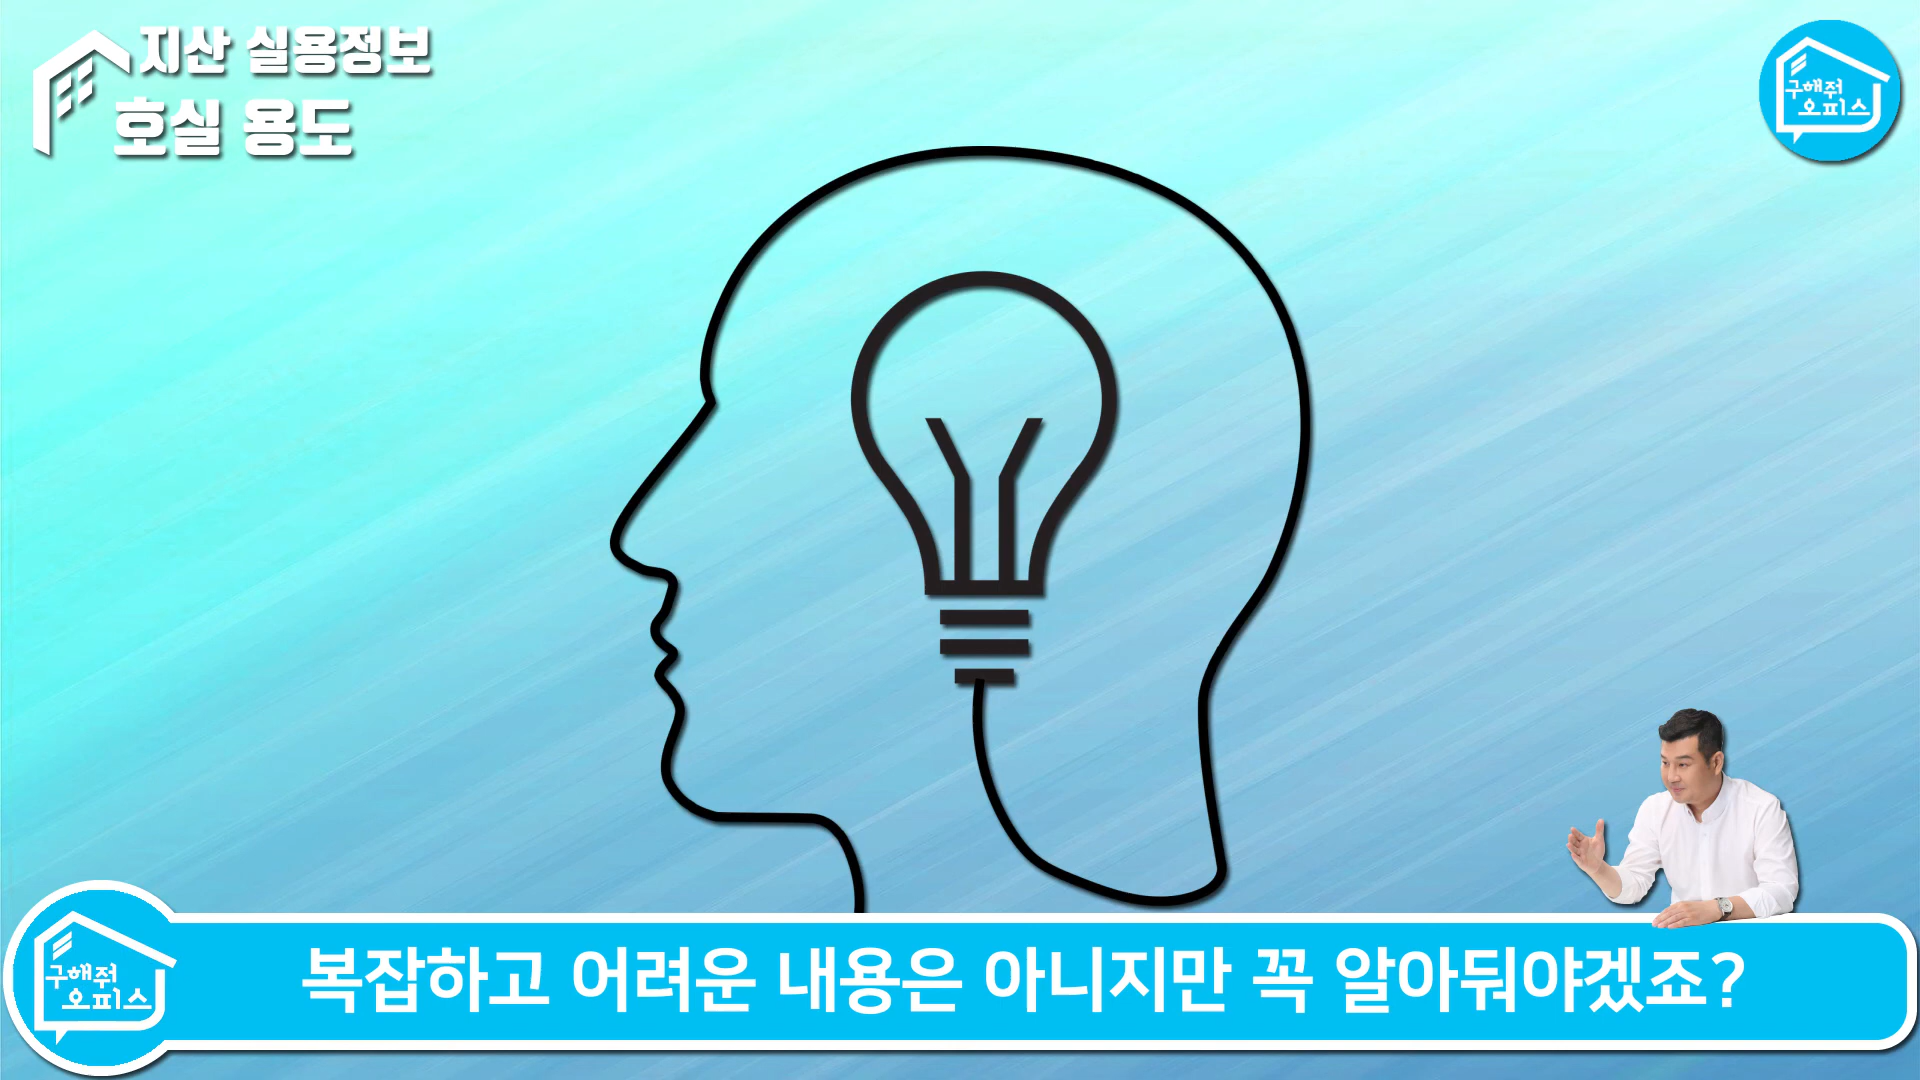 지산 실용정보
호실 용도
구해줘
오피스
구해줘
오피스
복잡하고 어려운 내용은 아니지만 꼭 알아둬야겠죠?